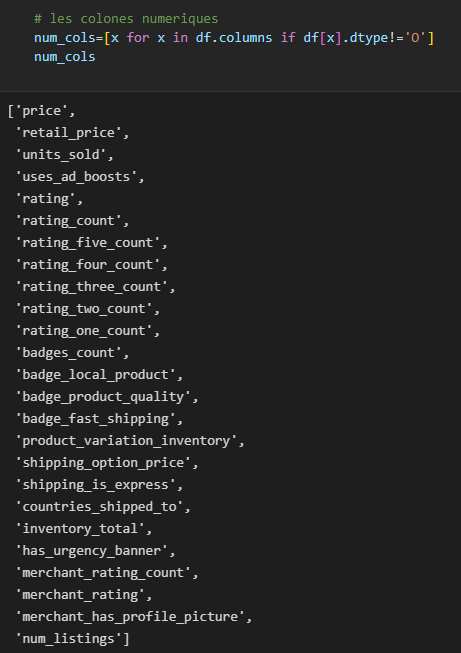 # les colones numeriques
num_cols=[x for x in df.columns if df[x].dtype!='O']
num_cols
['price',
'retail_price',
'units_sold',
'uses_ad_boosts',
'rating',
'rating_count',
'rating_five_count',
'rating_four_count',
'rating_three_count',
'rating_two_count',
'rating_one_count',
'badges_count',
'badge_local_product',
'badge_product_quality',
'badge_fast_shipping',
'product_variation_inventory',
'shipping_option_price',
'shipping_is_express',
'countries_shipped_to',
'inventory_total',
'has_urgency_banner',
'merchant_rating_count',
'merchant_rating',
'merchant_has_profile_picture',
'num_listings']